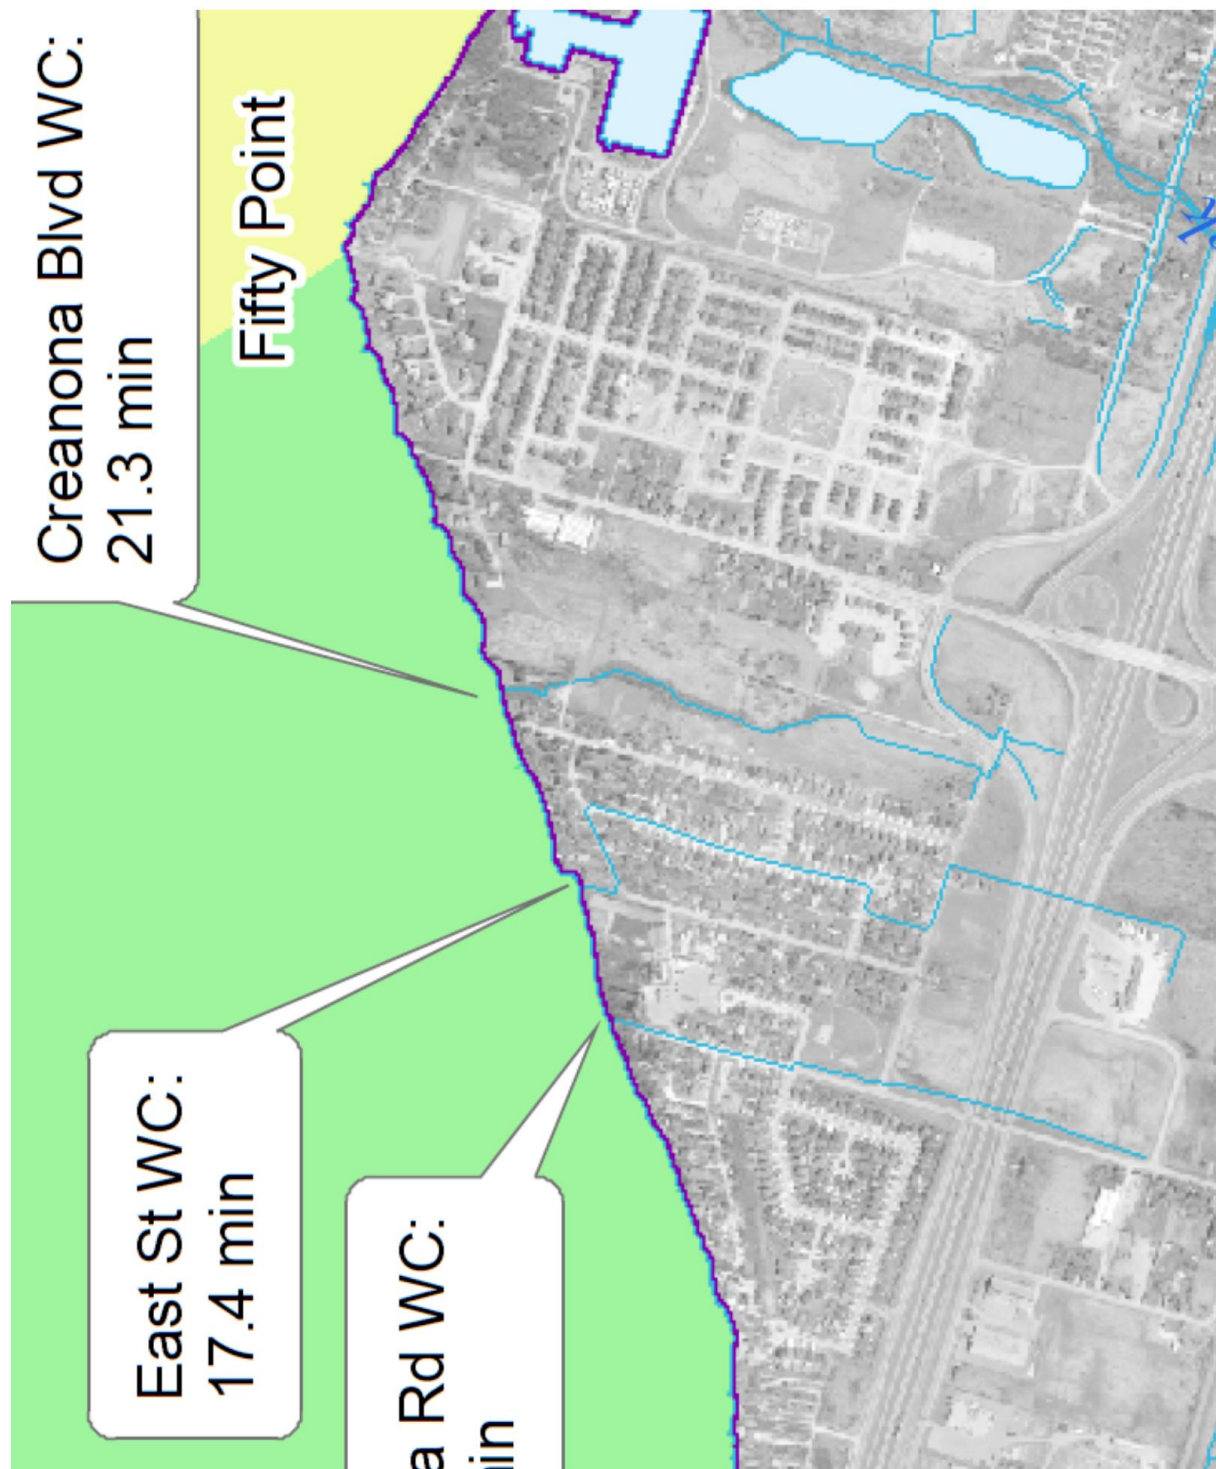 Creanona Blvd WC:
21.3 min
Fifty Point
East St WC:
17.4 min
a Rd WC: